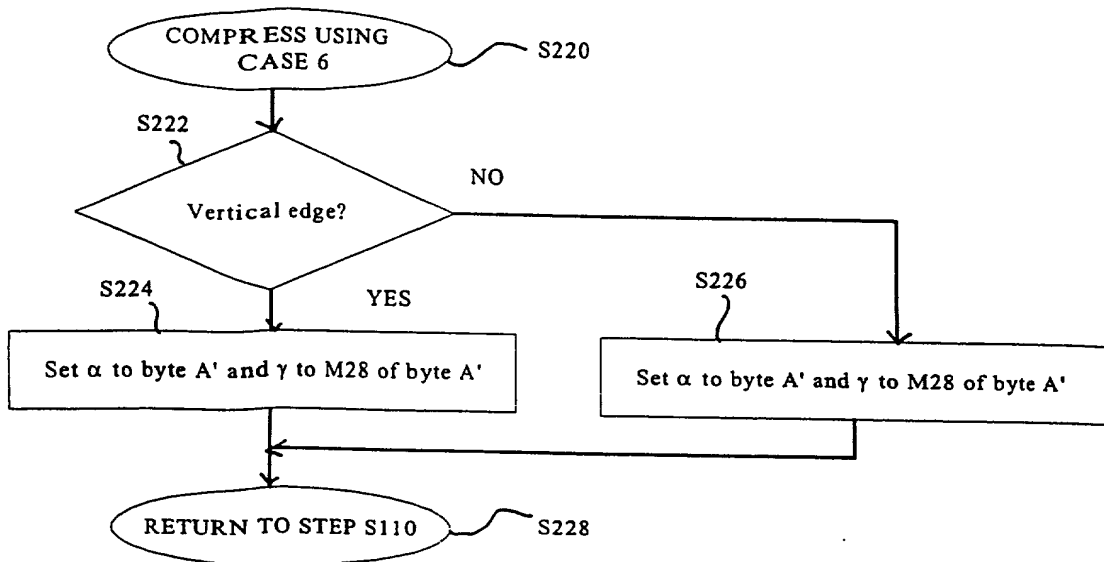 COMPRESS USING
CASE 6
S220
S222
NO
Vertical edge?
S224
YES
S226
Set α to byte A' and γ to M28 of byte A'
Set α to byte A' and γ to M28 of byte A'
RETURN TO STEP S110
S228